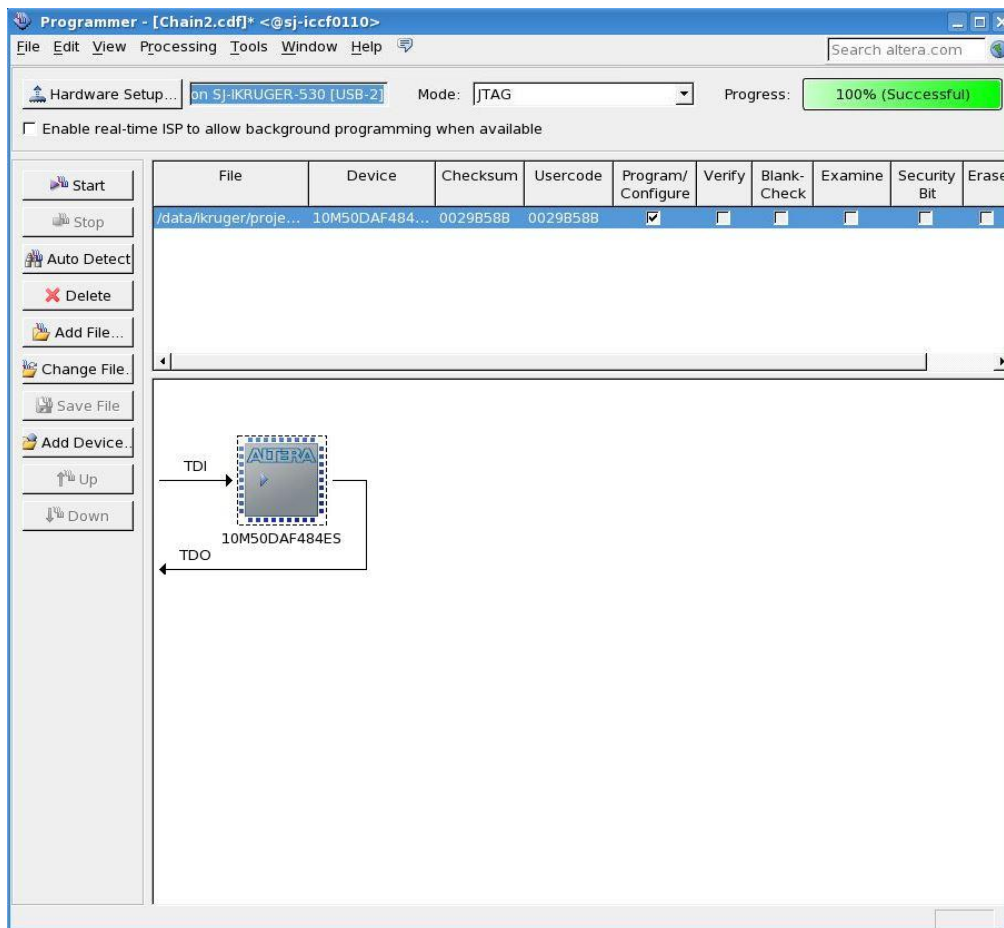 Programmer - [Chain2.cdf]* <@sj-iccf0110>
File Edit View Processing Tools Window Help
Search altera.com
Hardware Setup... on SJ-IKRUGER-530 [USB-2] Mode: JTAG Progress: 100% (Successful)
Enable real-time ISP to allow background programming when available
Start
Stop
Auto Detect
Delete
Add File...
Change File.
Save File
Add Device.
Up
Down
File Device Checksum Usercode Program/ Verify Blank- Examine Security Erase
Configure Check Bit
/data/ikruger/proje... 10M50DAF484... 0029B58B 0029B58B
TDI
ALTERA
10M50DAF484ES
TDO